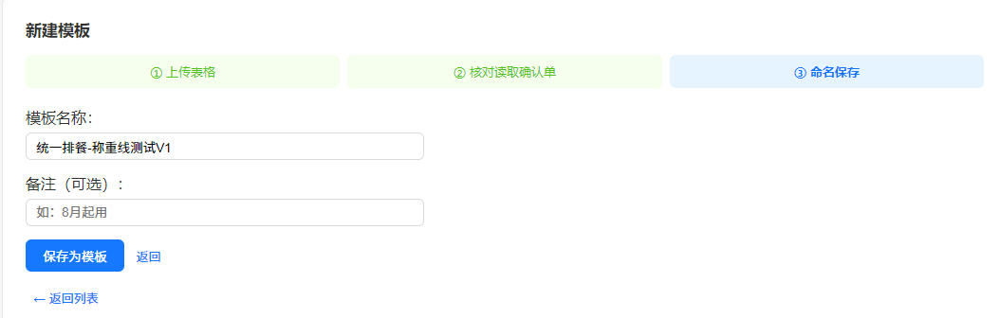 新建模板
① 上传表格
② 核对读取确认单
③ 命名保存
模板名称：
统一排餐-称重线测试V1
备注（可选）：
如：8月起用
保存为模板 返回
← 返回列表